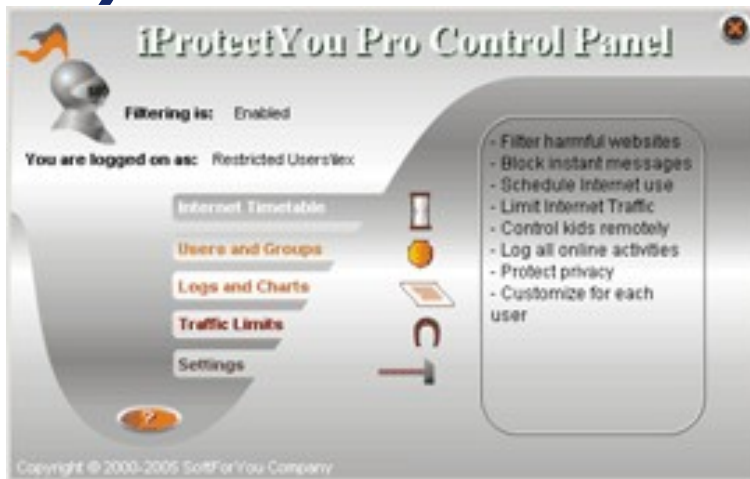 iProtectYou Pro Control Panel
Filtering is: Enabled
You are logged on as: Restricted Users\lex
Internet Timetable
Users and Groups
Logs and Charts
Traffic Limits
Settings
?
- Filter harmful websites
- Block instant messages
- Schedule Internet use
- Limit Internet Traffic
- Control kids remotely
- Log all online activities
- Protect privacy
- Customize for each
user
Copyright © 2000-2005 SoftForYou Company